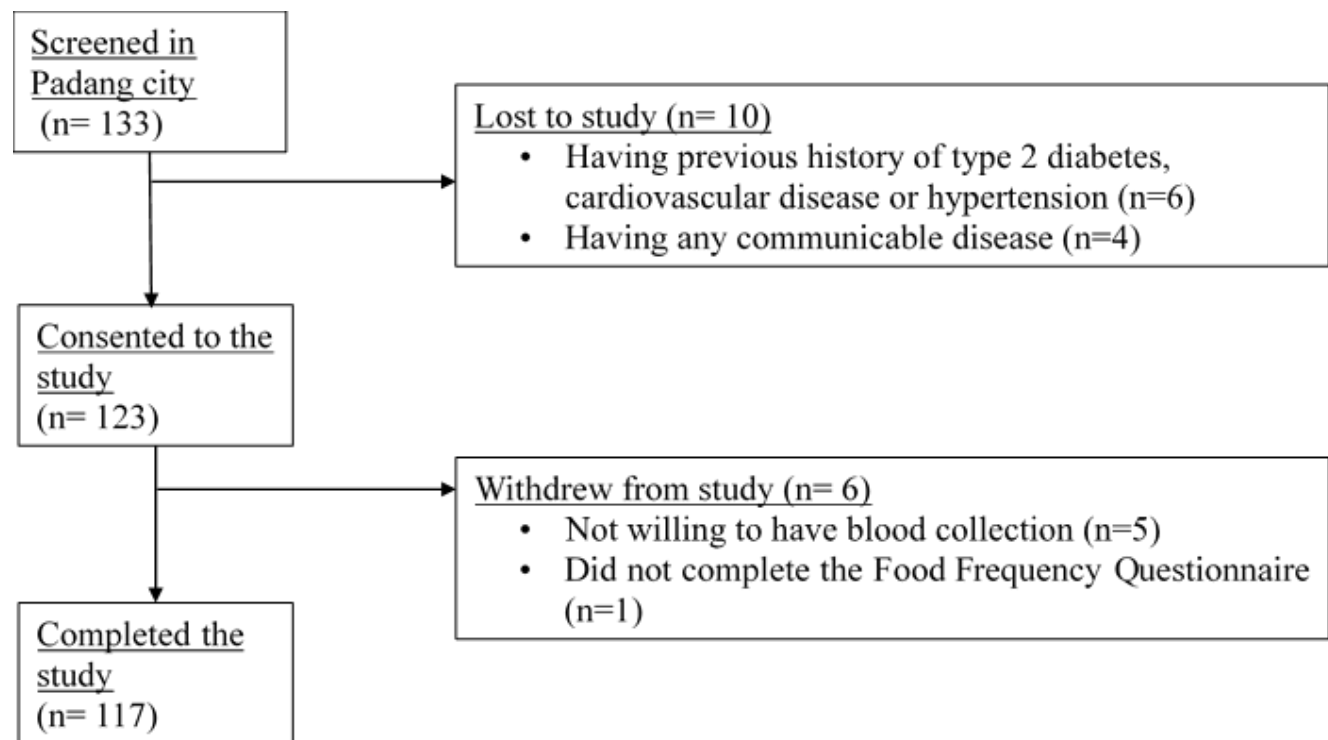 Screened in
Padang city
(n= 133)
Lost to study (n= 10)
• Having previous history of type 2 diabetes,
cardiovascular disease or hypertension (n=6)
• Having any communicable disease (n=4)
Consented to the
study
(n= 123)
Withdrew from study (n= 6)
• Not willing to have blood collection (n=5)
• Did not complete the Food Frequency Questionnaire
(n=1)
Completed the
study
(n= 117)